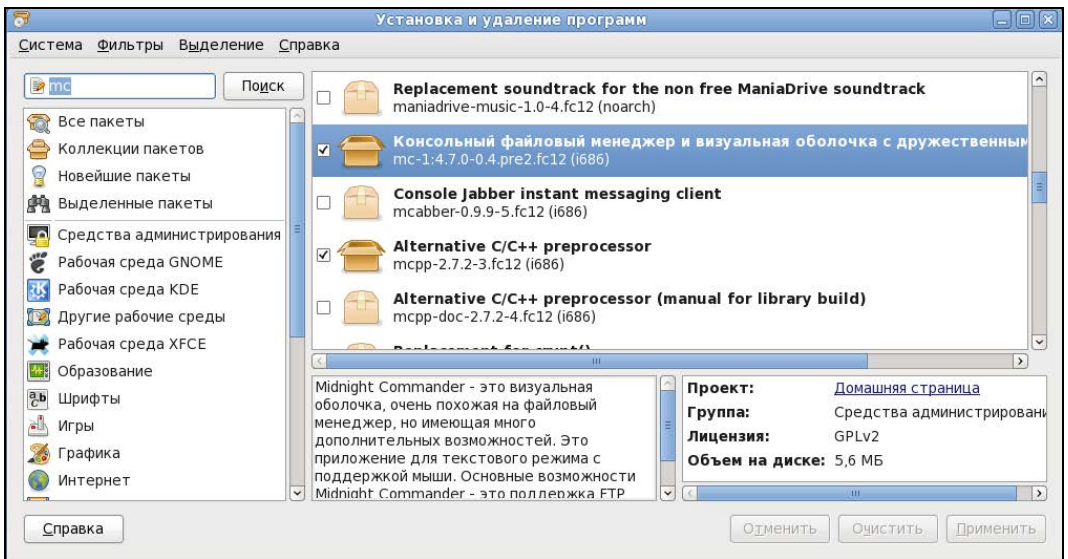 Установка и удаление программ
Система Фильтры Выделение Справка
mc Поиск
Все пакеты
Коллекции пакетов
Новейшие пакеты
Выделенные пакеты
Средства администрирования
Рабочая среда GNOME
Рабочая среда KDE
Другие рабочие среды
Рабочая среда XFCE
Образование
Шрифты
Игры
Графика
Интернет
Replacement soundtrack for the non free ManiaDrive soundtrack
maniadrive-music-1.0-4.fc12 (noarch)
Консольный файловый менеджер и визуальная оболочка с дружественным
mc-1:4.7.0-0.4.pre2.fc12 (i686)
Console Jabber instant messaging client
mcabber-0.9.9-5.fc12 (i686)
Alternative C/C++ preprocessor
mcpp-2.7.2-3.fc12 (i686)
Alternative C/C++ preprocessor (manual for library build)
mcpp-doc-2.7.2-4.fc12 (i686)
Replacement for crypt()
Midnight Commander - это визуальная
оболочка, очень похожая на файловый
менеджер, но имеющая много
дополнительных возможностей. Это
приложение для текстового режима с
поддержкой мыши. Основные возможности
Midnight Commander - это поддержка FTP
Проект: Домашняя страница
Группа: Средства администрировани
Лицензия: GPLv2
Объем на диске: 5,6 МБ
Справка
Отменить Очистить Применить